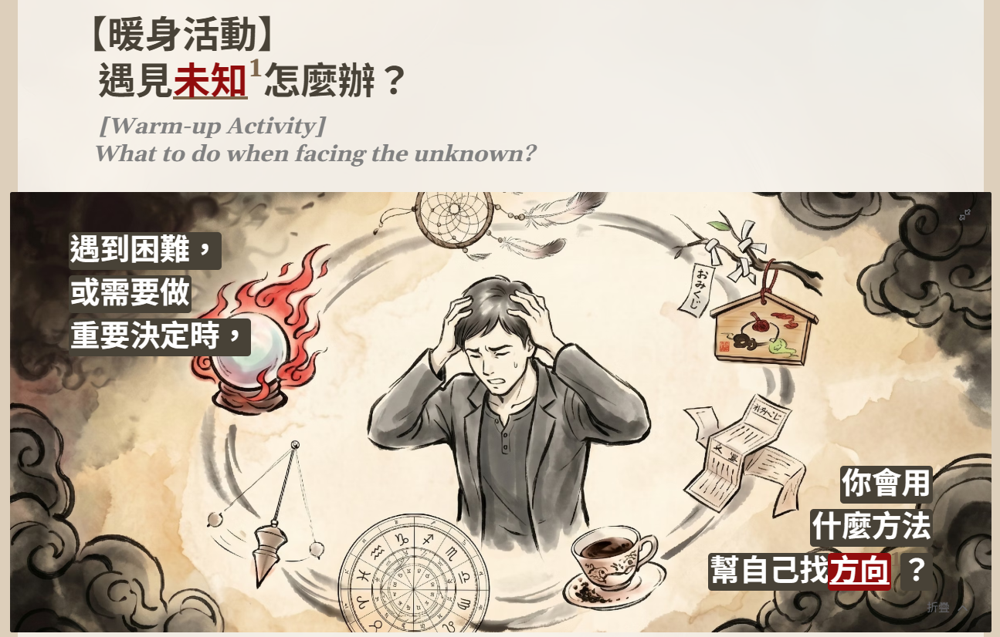 【暖身活動】
遇見未知1怎麼辦？
[Warm-up Activity]
What to do when facing the unknown?
遇到困難，
或需要做
重要決定時，
おみくじ
你會用
什麼方法
幫自己找方向 ？
折疊 ︿